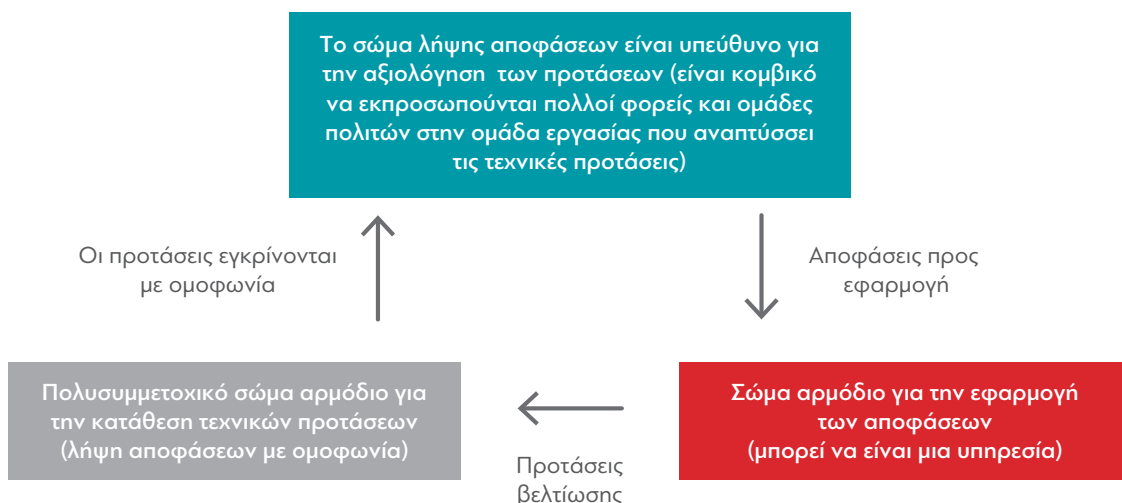 Το σώμα λήψης αποφάσεων είναι υπεύθυνο για
την αξιολόγηση των προτάσεων (είναι κομβικό
να εκπροσωπούνται πολλοί φορείς και ομάδες
πολιτών στην ομάδα εργασίας που αναπτύσσει
τις τεχνικές προτάσεις)
Οι προτάσεις εγκρίνονται
με ομοφωνία
Αποφάσεις προς
εφαρμογή
Πολυσυμμετοχικό σώμα αρμόδιο για
την κατάθεση τεχνικών προτάσεων
(λήψη αποφάσεων με ομοφωνία)
Σώμα αρμόδιο για την εφαρμογή
των αποφάσεων
(μπορεί να είναι μια υπηρεσία)
Προτάσεις
βελτίωσης